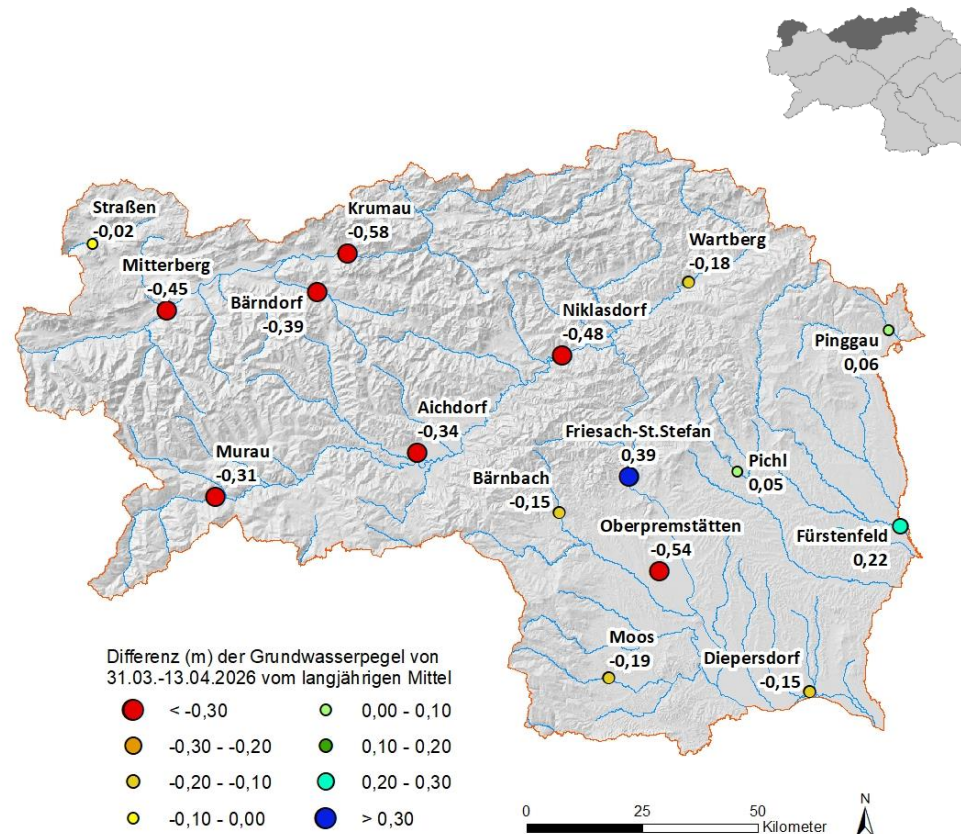 Straßen
-0,02
Krumau
-0,58
Wartberg
-0,18
Mitterberg
-0,45
Bärndorf
-0,39
Niklasdorf
-0,48
Pinggau
0,06
Aichdorf
-0,34
Friesach-St.Stefan
0,39
Murau
-0,31
Pichl
0,05
Bärnbach
-0,15
Oberpremstätten
-0,54
Fürstenfeld
0,22
Moos
-0,19
Diepersdorf
-0,15
Differenz (m) der Grundwasserpegel von
31.03.-13.04.2026 vom langjährigen Mittel
< -0,30
-0,30 - -0,20
-0,20 - -0,10
-0,10 - 0,00
0,00 - 0,10
0,10 - 0,20
0,20 - 0,30
> 0,30
0 25 50
Kilometer
N